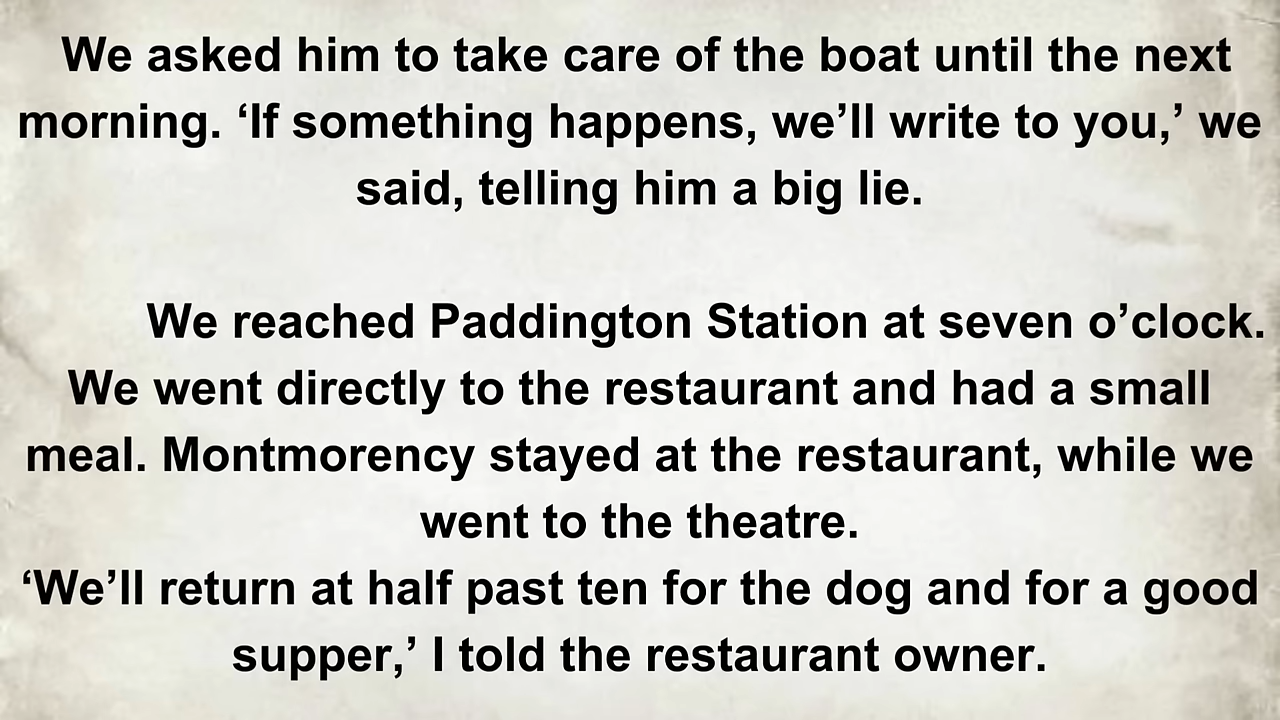 We asked him to take care of the boat until the next
morning. ‘If something happens, we’ll write to you,’ we
said, telling him a big lie.
We reached Paddington Station at seven o’clock.
We went directly to the restaurant and had a small
meal. Montmorency stayed at the restaurant, while we
went to the theatre.
‘We’ll return at half past ten for the dog and for a good
supper,’ I told the restaurant owner.